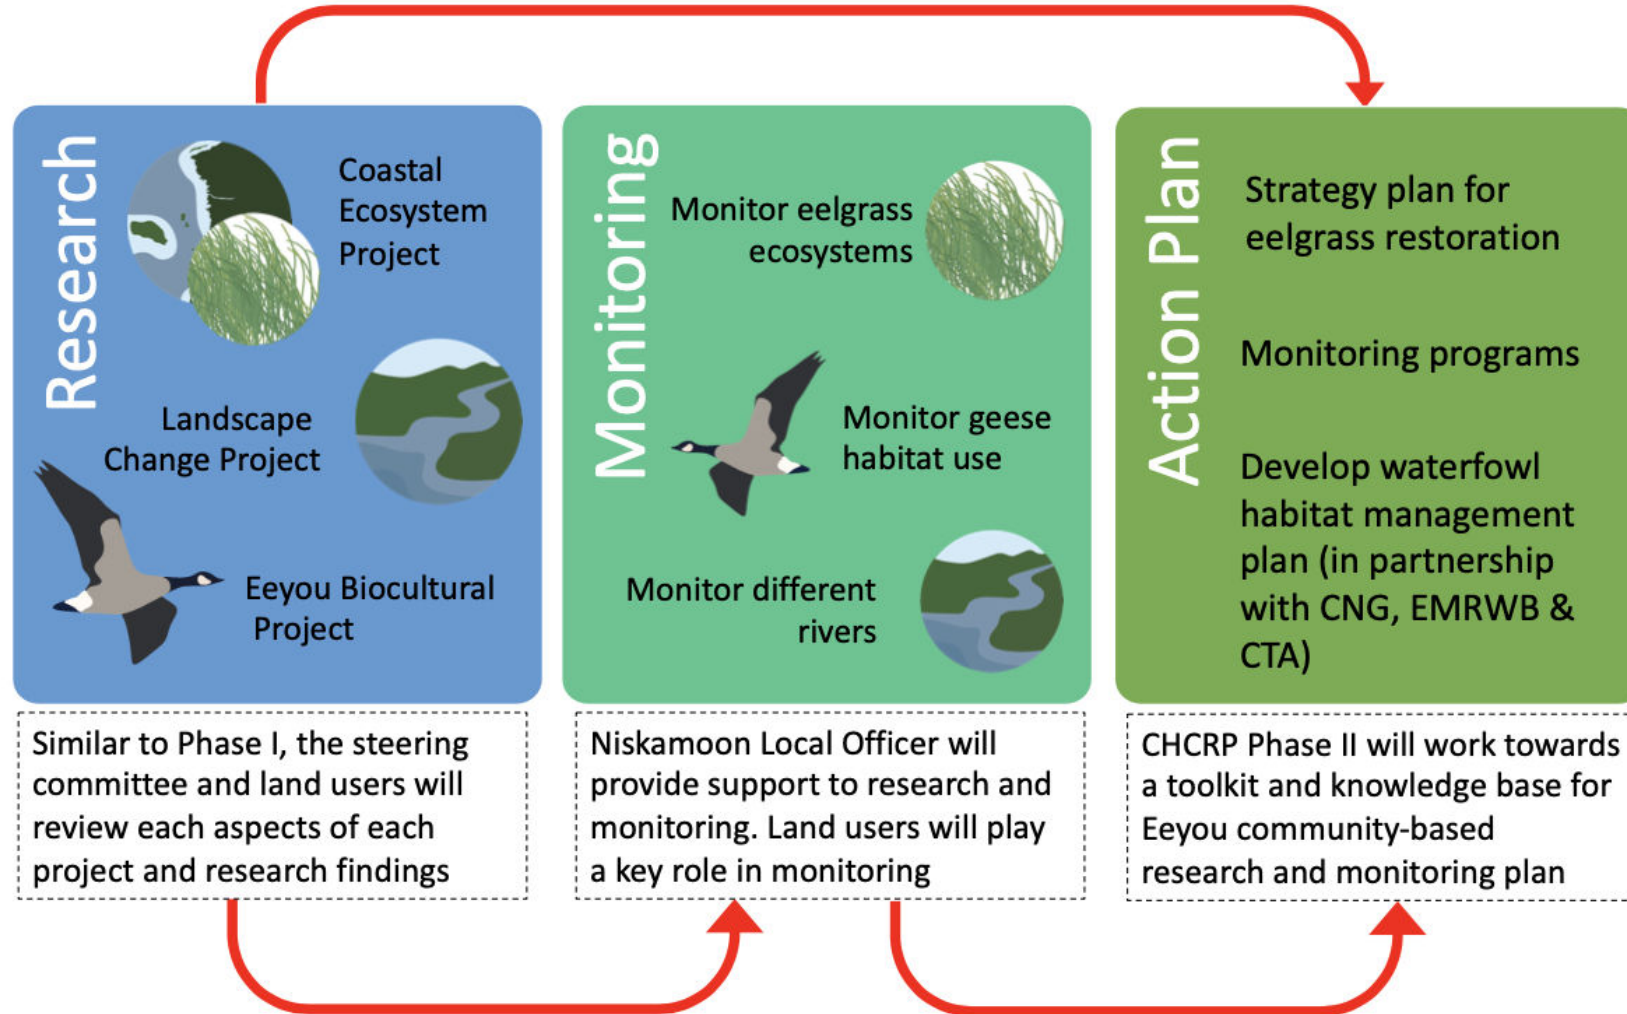 Research
Coastal
Ecosystem
Project
Landscape
Change Project
Eeyou Biocultural
Project
Similar to Phase I, the steering
committee and land users will
review each aspects of each
project and research findings
Monitoring
Monitor eelgrass
ecosystems
Monitor geese
habitat use
Monitor different
rivers
Niskamoon Local Officer will
provide support to research and
monitoring. Land users will play
a key role in monitoring
Action Plan
Strategy plan for
eelgrass restoration
Monitoring programs
Develop waterfowl
habitat management
plan (in partnership
with CNG, EMRWB &
CTA)
CHCRP Phase II will work towards
a toolkit and knowledge base for
Eeyou community-based
research and monitoring plan